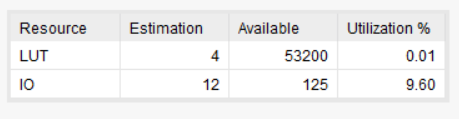 Resource Estimation Available Utilization %
LUT 4 53200 0.01
IO 12 125 9.60